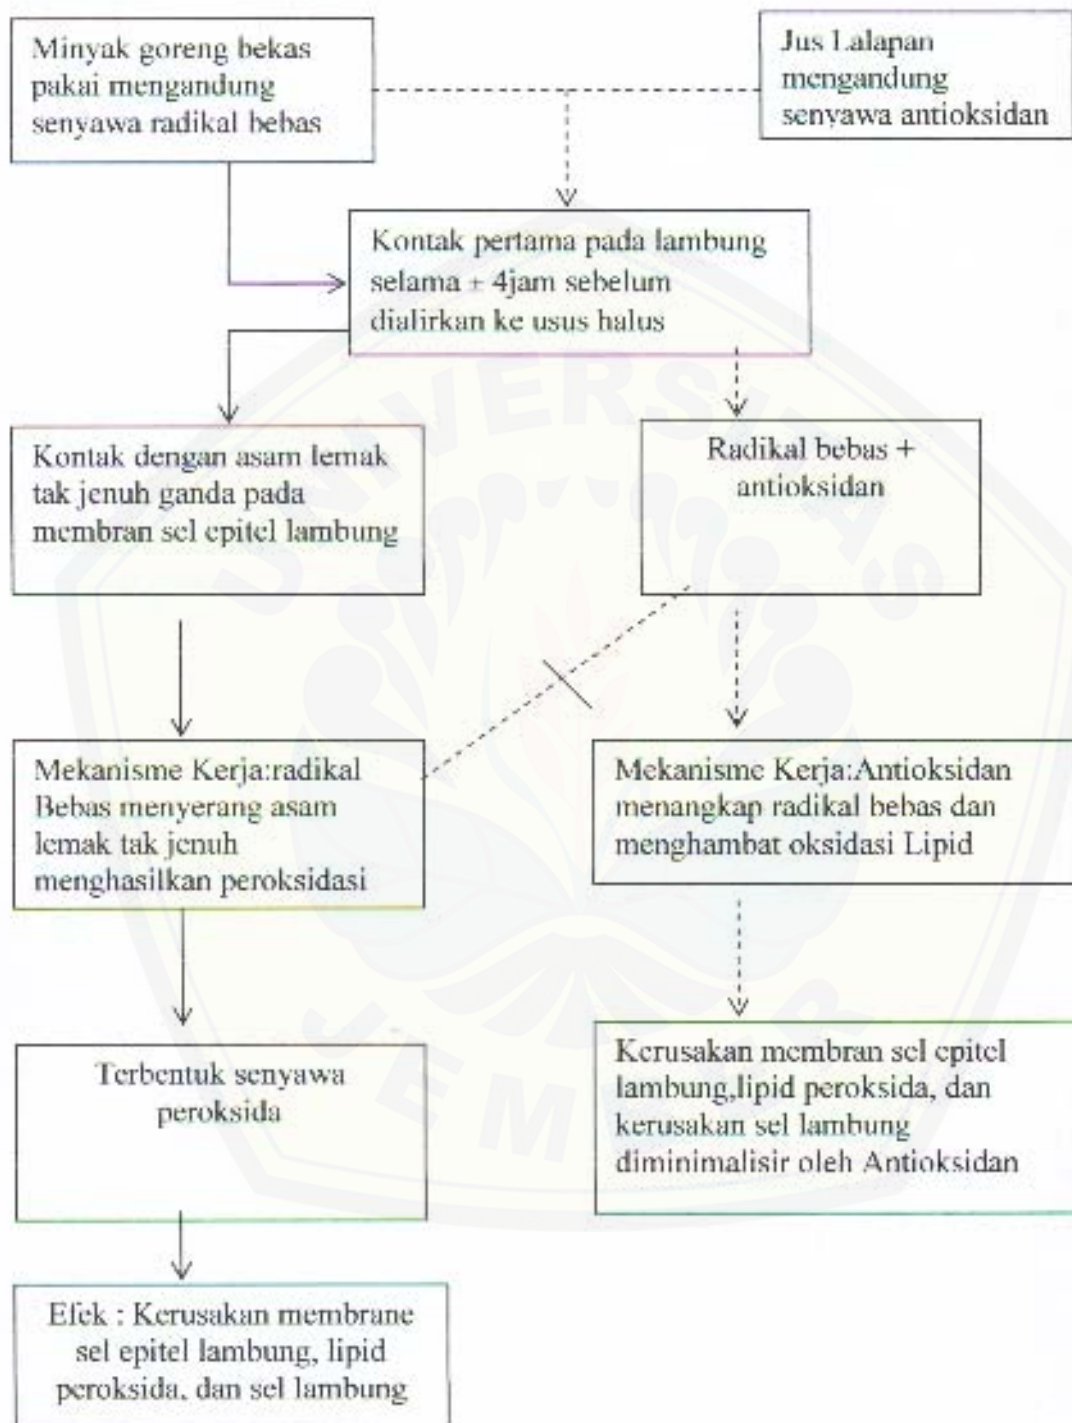 Minyak goreng bekas
pakai mengandung
senyawa radikal bebas
Jus Lalapan
mengandung
senyawa antioksidan
Kontak pertama pada lambung
selama ± 4jam sebelum
dialirkan ke usus halus
Kontak dengan asam lemak
tak jenuh ganda pada
membran sel epitel lambung
Radikal bebas +
antioksidan
Mekanisme Kerja:radikal
Bebas menyerang asam
lemak tak jenuh
menghasilkan peroksidasi
Mekanisme Kerja:Antioksidan
menangkap radikal bebas dan
menghambat oksidasi Lipid
Terbentuk senyawa
peroksida
Kerusakan membran sel epitel
lambung,lipid peroksida, dan
kerusakan sel lambung
diminimalisir oleh Antioksidan
Efek : Kerusakan membrane
sel epitel lambung, lipid
peroksida, dan sel lambung
UNIVERSITAS
JEMBER